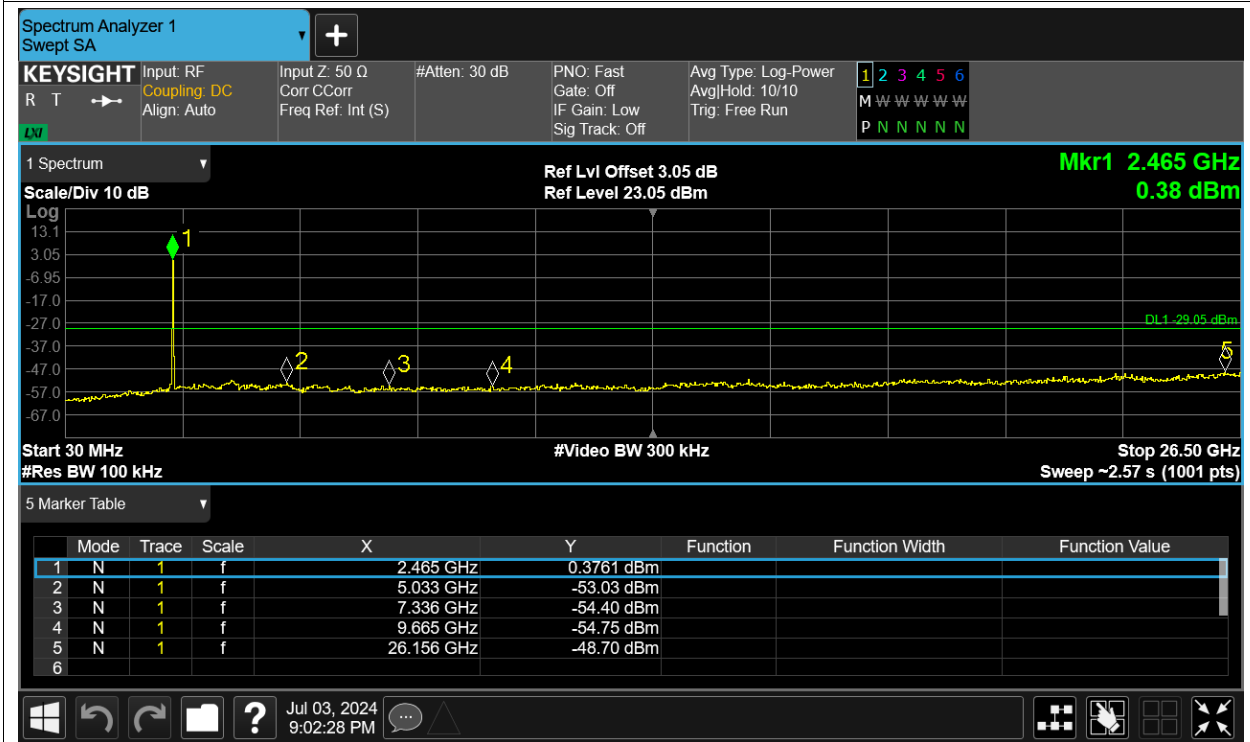 Spectrum Analyzer 1
Swept SA
+
KEYSIGHT Input: RF Input Z: 50 Ω #Atten: 30 dB PNO: Fast Avg Type: Log-Power 1 2 3 4 5 6
R T Coupling: DC Corr CCorr Gate: Off Avg|Hold: 10/10 M W W W W W
Align: Auto Freq Ref: Int (S) IF Gain: Low Trig: Free Run
LXI Sig Track: Off P N N N N N
1 Spectrum Ref Lvl Offset 3.05 dB Mkr1 2.465 GHz
Scale/Div 10 dB Ref Level 23.05 dBm 0.38 dBm
Log
13.1
3.05
-6.95
-17.0
-27.0
-37.0
-47.0
-57.0
-67.0
1
DL1 -29.05 dBm
2
3
4
5
Start 30 MHz #Video BW 300 kHz Stop 26.50 GHz
#Res BW 100 kHz Sweep ~2.57 s (1001 pts)
5 Marker Table
Mode Trace Scale X Y Function Function Width Function Value
1 N 1 f 2.465 GHz 0.3761 dBm
2 N 1 f 5.033 GHz -53.03 dBm
3 N 1 f 7.336 GHz -54.40 dBm
4 N 1 f 9.665 GHz -54.75 dBm
5 N 1 f 26.156 GHz -48.70 dBm
6
? Jul 03, 2024
9:02:28 PM